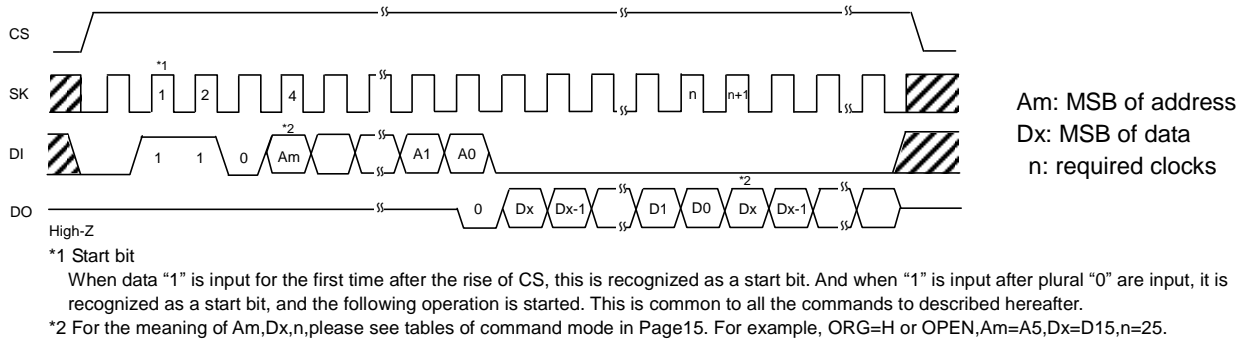 CS
*1
SK 1 2 4 n n+1
*2
DI 1 1 0 Am A1 A0
*2
DO 0 Dx Dx-1 D1 D0 Dx Dx-1
High-Z
Am: MSB of address
Dx: MSB of data
n: required clocks
*1 Start bit
When data “1” is input for the first time after the rise of CS, this is recognized as a start bit. And when “1” is input after plural “0” are input, it is
recognized as a start bit, and the following operation is started. This is common to all the commands to described hereafter.
*2 For the meaning of Am,Dx,n,please see tables of command mode in Page15. For example, ORG=H or OPEN,Am=A5,Dx=D15,n=25.